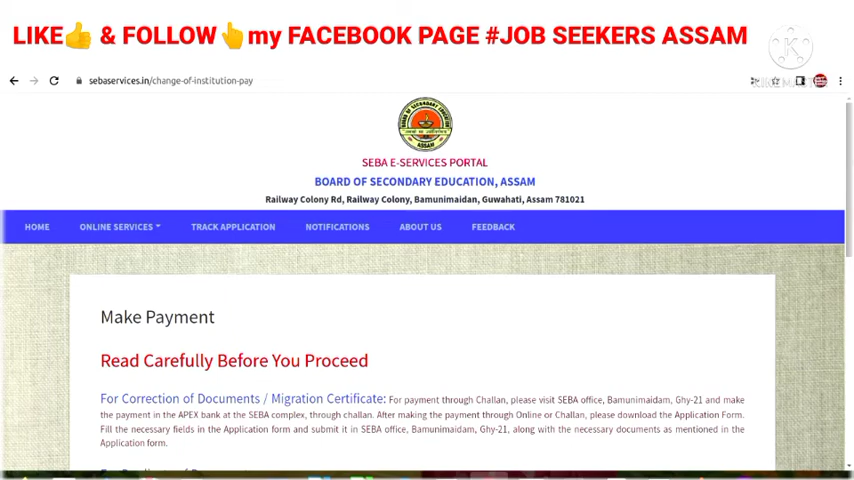 LIKE👍 & FOLLOW👆my FACEBOOK PAGE #JOB SEEKERS ASSAM
KINEMASTER
sebaservices.in/change-of-institution-pay
SEBA E-SERVICES PORTAL
BOARD OF SECONDARY EDUCATION, ASSAM
Railway Colony Rd, Railway Colony, Bamunimaidan, Guwahati, Assam 781021
HOME ONLINE SERVICES TRACK APPLICATION NOTIFICATIONS ABOUT US FEEDBACK
Make Payment
Read Carefully Before You Proceed
For Correction of Documents / Migration Certificate: For payment through Challan, please visit SEBA office, Bamunimaidam, Ghy-21 and make
the payment in the APEX bank at the SEBA complex, through challan. After making the payment through Online or Challan, please download the Application Form.
Fill the necessary fields in the Application form and submit it in SEBA office, Bamunimaidam, Ghy-21, along with the necessary documents as mentioned in the
Application form.